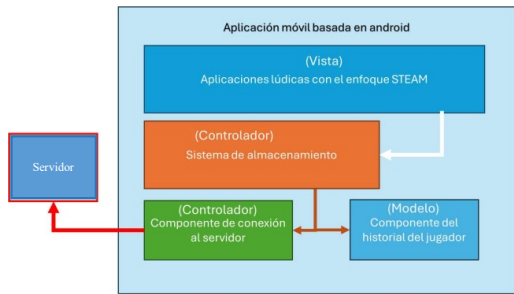 Aplicación móvil basada en android
(Vista)
Aplicaciones lúdicas con el enfoque STEAM
(Controlador)
Sistema de almacenamiento
Servidor
(Controlador)
Componente de conexión
al servidor
(Modelo)
Componente del
historial del jugador